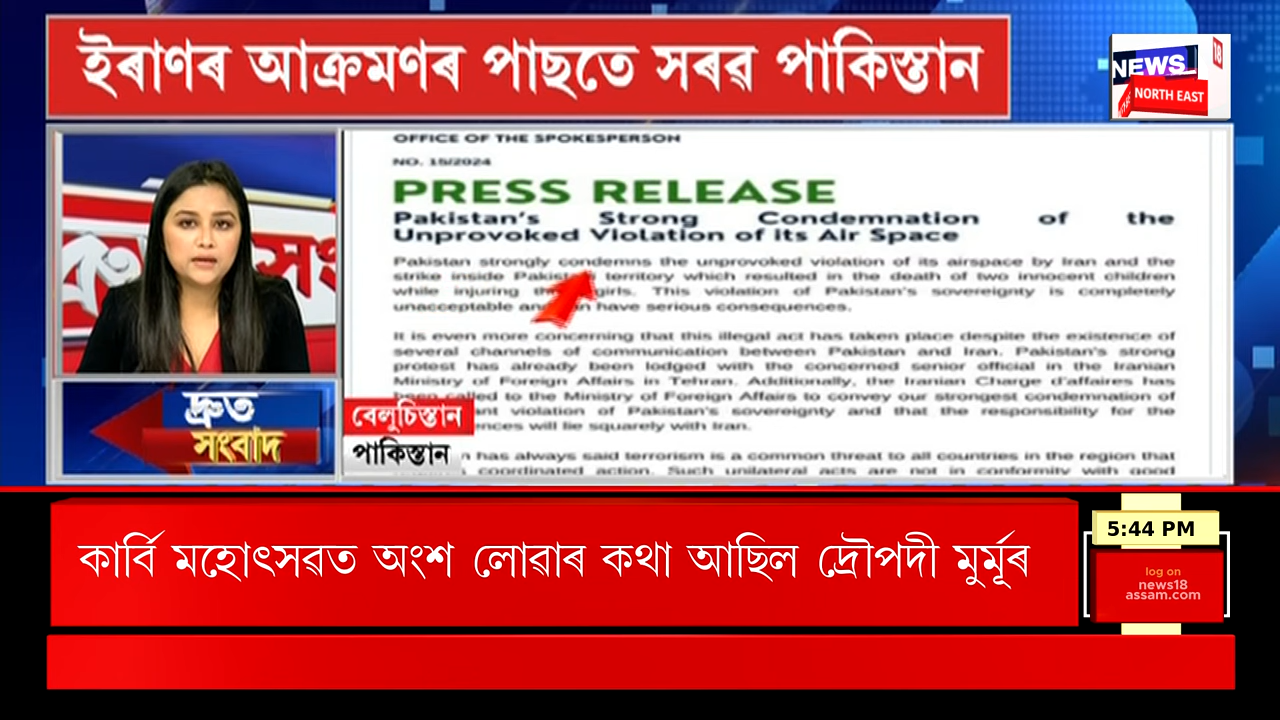 ইৰাণৰ আক্ৰমণৰ পাছতে সৰৱ পাকিস্তান
NEWS 18
NORTH EAST
OFFICE OF THE SPOKESPERSON
NO. 15/2024
PRESS RELEASE
Pakistan's Strong Condemnation of the
Unprovoked Violation of its Air Space
Pakistan strongly condemns the unprovoked violation of its airspace by Iran and the
strike inside Pakistan territory which resulted in the death of two innocent children
while injuring girls. This violation of Pakistan's sovereignty is completely
unacceptable have serious consequences.
It is even more concerning that this illegal act has taken place despite the existence of
several channels of communication between Pakistan and Iran. Pakistan's strong
protest has already been lodged with the concerned senior official in the Iranian
Ministry of Foreign Affairs in Tehran. Additionally, the Iranian Charge d'affaires has
been called to the Ministry of Foreign Affairs to convey our strongest condemnation of
violation of Pakistan's sovereignty and that the responsibility for the
will lie squarely with Iran.
has always said terrorism is a common threat to all countries in the region that
coordinated action. Such unilateral acts are not in conformity with good
বেলুচিস্তান
পাকিস্তান
দ্ৰুত
সংবাদ
কাৰ্বি মহোৎসৱত অংশ লোৱাৰ কথা আছিল দ্ৰৌপদী মুৰ্মূৰ
5:44 PM
log on
news18
assam.com